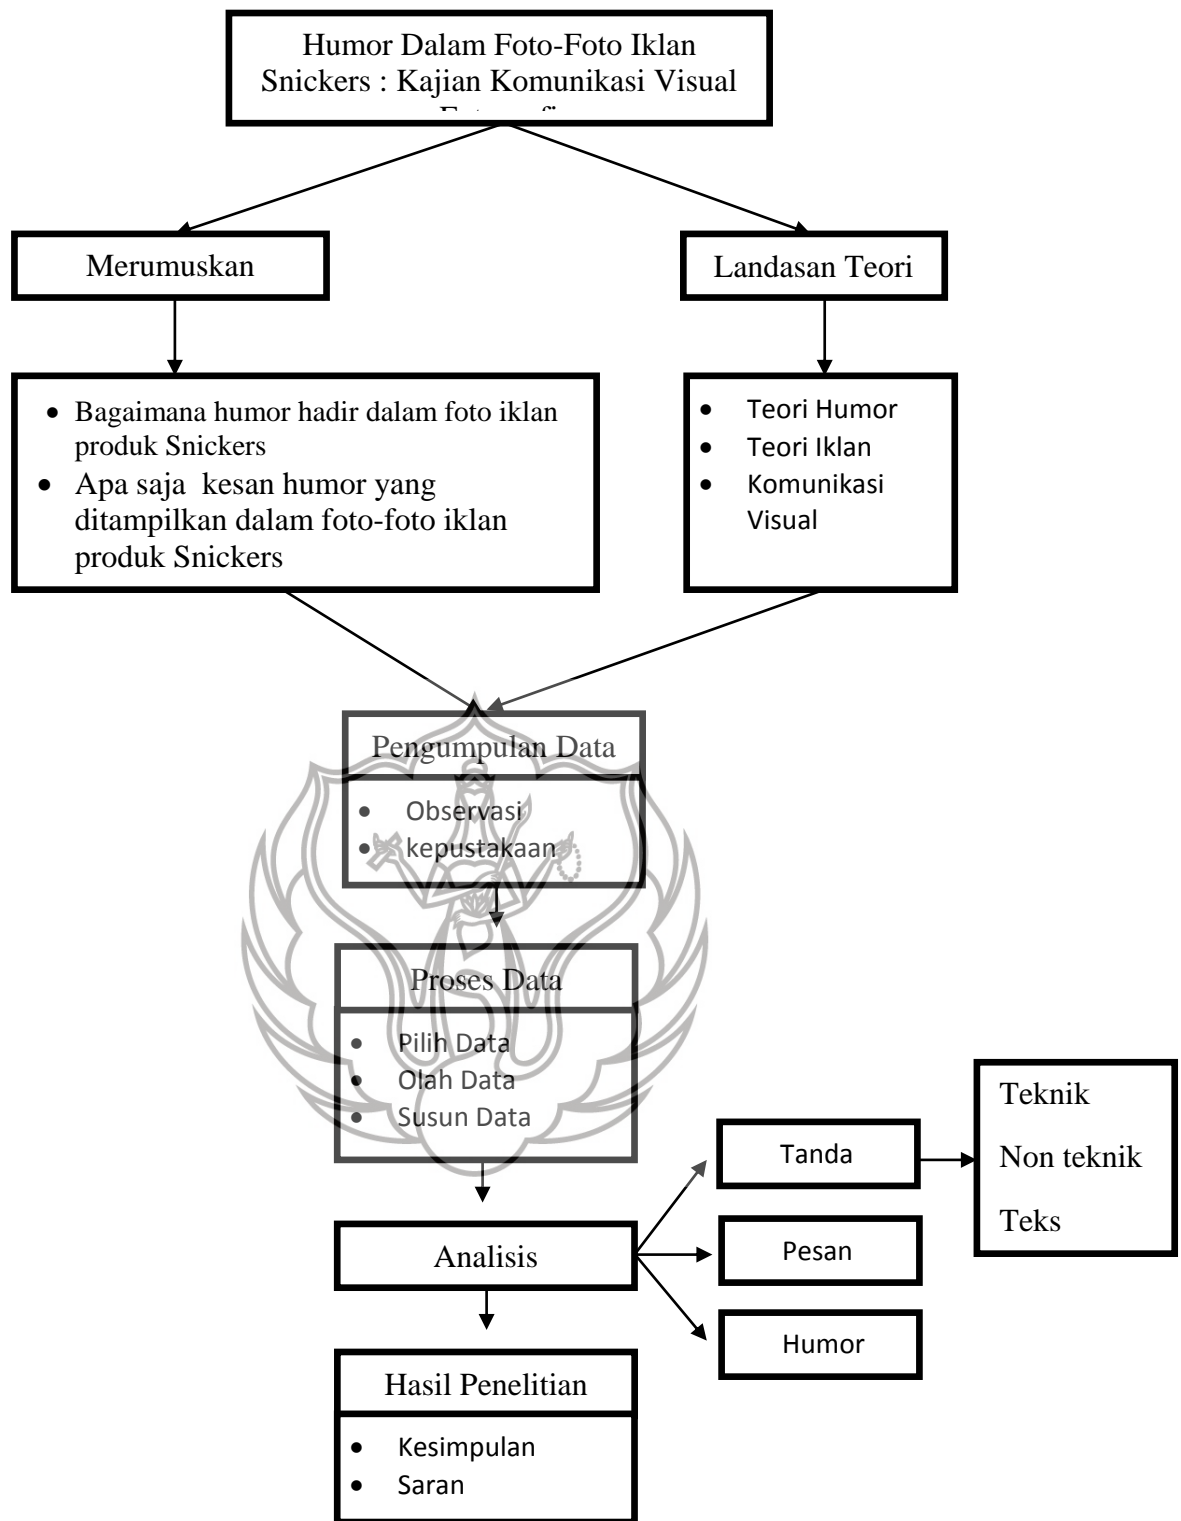 Humor Dalam Foto-Foto Iklan
Snickers : Kajian Komunikasi Visual
Merumuskan
Landasan Teori
• Bagaimana humor hadir dalam foto iklan
produk Snickers
• Apa saja kesan humor yang
ditampilkan dalam foto-foto iklan
produk Snickers
• Teori Humor
• Teori Iklan
• Komunikasi
Visual
Pengumpulan Data
• Observasi
• kepustakaan
Proses Data
• Pilih Data
• Olah Data
• Susun Data
Tanda
Teknik
Non teknik
Teks
Analisis
Pesan
Humor
Hasil Penelitian
• Kesimpulan
• Saran